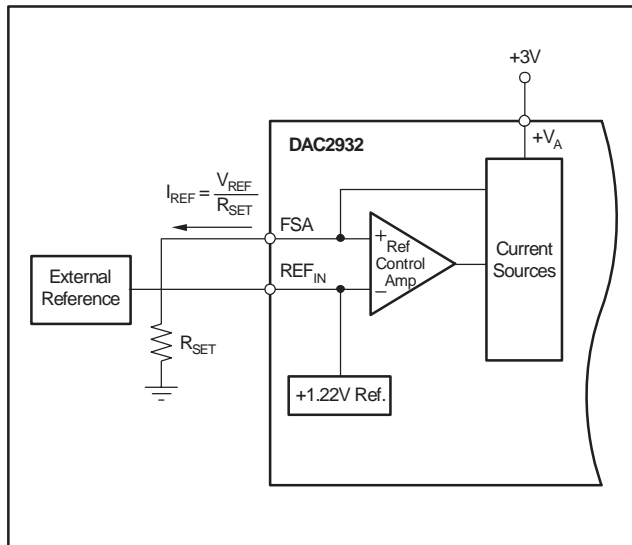 +3V
+V_A
DAC2932
I_REF = V_REF / R_SET
FSA
+
Ref
Control
Amp
–
Current
Sources
External
Reference
REF_IN
R_SET
+1.22V Ref.